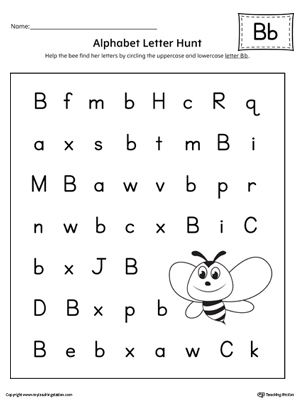 Name:
Bb
Alphabet Letter Hunt
Help the bee find her letters by circling the uppercase and lowercase letter Bb.
B f m b H c R q
a x s b t m B i
M B a w v b p r
n w b c x B i C
b x J B
D B x p b
B e b x a w C k
Copyright © www.myteachingstation.com
Teaching Station